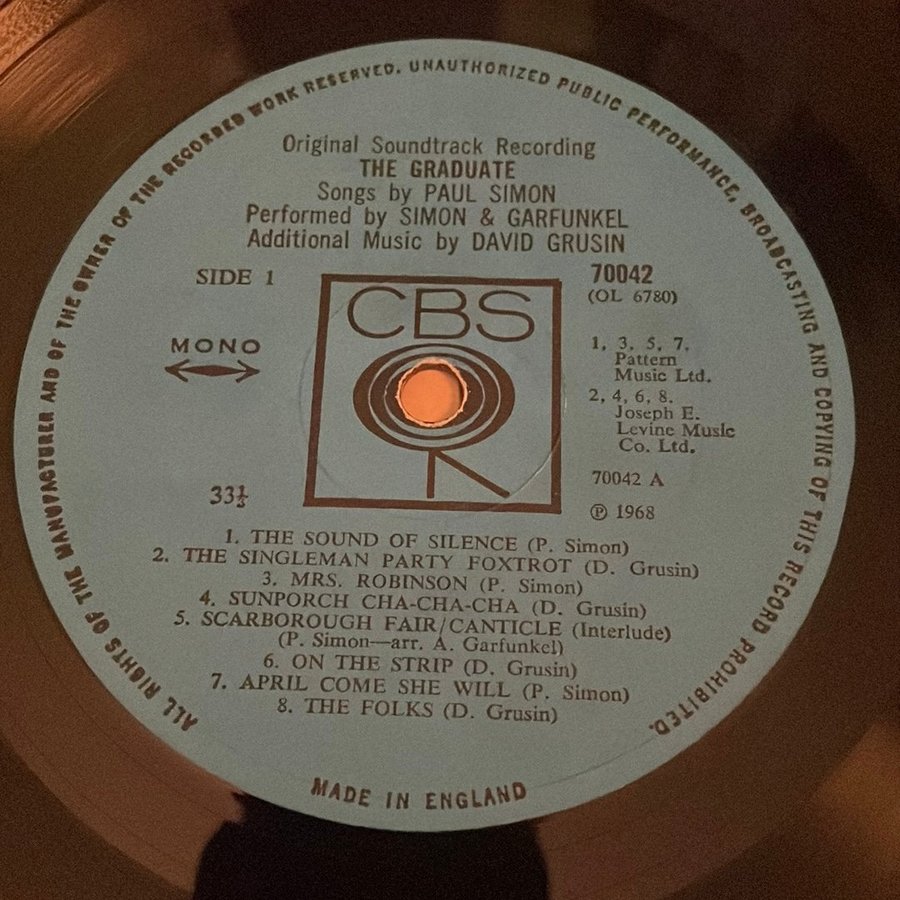 ALL RIGHTS OF THE MANUFACTURER AND OF THE OWNER OF THE RECORDED WORK RESERVED. UNAUTHORIZED PUBLIC PERFORMANCE, BROADCASTING AND COPYING OF THIS RECORD PROHIBITED.
Original Soundtrack Recording
THE GRADUATE
Songs by PAUL SIMON
Performed by SIMON & GARFUNKEL
Additional Music by DAVID GRUSIN
SIDE 1
70042
(OL 6780)
CBS
MONO
1, 3, 5, 7.
Pattern
Music Ltd.
2, 4, 6, 8.
Joseph E.
Levine Music
Co. Ltd.
70042 A
33⅓
℗ 1968
1. THE SOUND OF SILENCE (P. Simon)
2. THE SINGLEMAN PARTY FOXTROT (D. Grusin)
3. MRS. ROBINSON (P. Simon)
4. SUNPORCH CHA-CHA-CHA (D. Grusin)
5. SCARBOROUGH FAIR/CANTICLE (Interlude)
(P. Simon—arr. A. Garfunkel)
6. ON THE STRIP (D. Grusin)
7. APRIL COME SHE WILL (P. Simon)
8. THE FOLKS (D. Grusin)
MADE IN ENGLAND